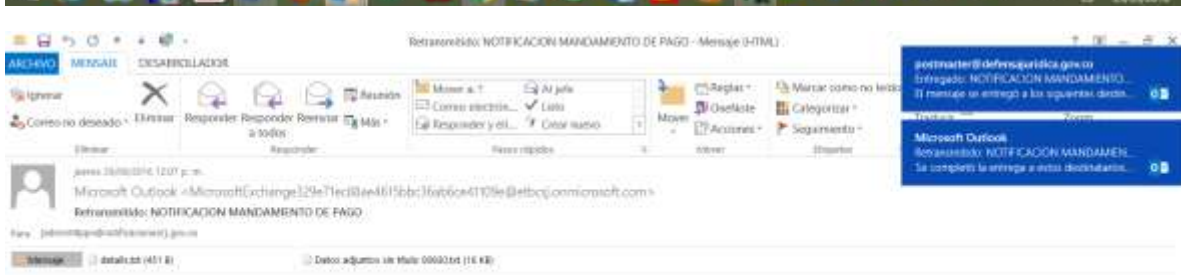 Retransmitido: NOTIFICACION MANDAMIENTO DE PAGO - Mensaje (HTML)
ARCHIVO MENSAJE DESARROLLADOR
Ignorar
Correo no deseado
Eliminar
Responder
Responder a todos
Reenviar
Reunión
Más
Mover a: ?
Al jefe
Correo electrón...
Listo
Responder y eli...
Crear nuevo
Mover
Reglas
OneNote
Acciones
Marcar como no leído
Categorizar
Seguimiento
Eliminar
Responder
Pasos rápidos
Mover
Etiquetas
Zoom
postmaster@defensajuridica.gov.co
Entregado: NOTIFICACION MANDAMIENTO...
El mensaje se entregó a los siguientes destin...
Microsoft Outlook
Retransmitido: NOTIFICACION MANDAMIEN...
Se completó la entrega a estos destinatarios...
12:07 p. m.
Microsoft Outlook
Retransmitido: NOTIFICACION MANDAMIENTO DE PAGO
Para
Mensaje
details.txt (451 B)
Datos adjuntos sin título 00030.txt (16 KB)